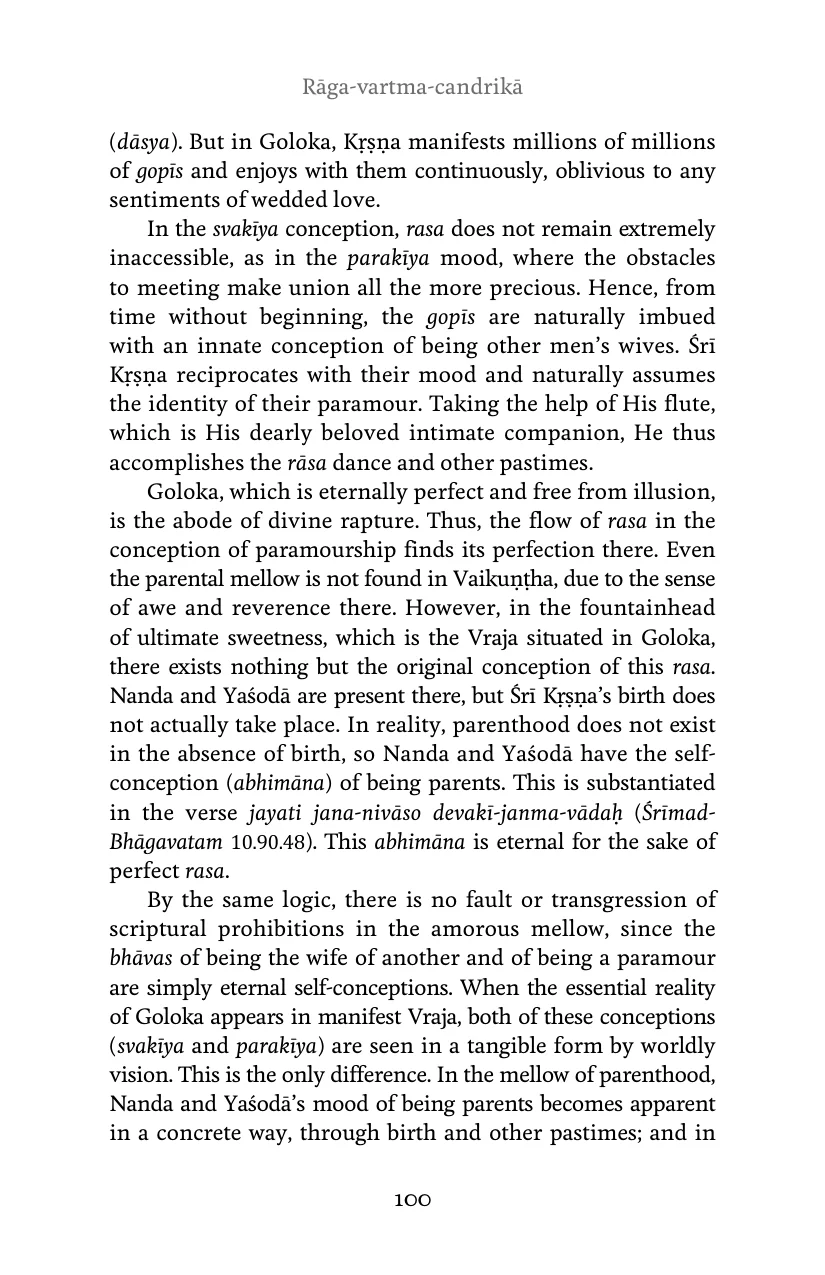 Rāga-vartma-candrikā
(dāsya). But in Goloka, Kṛṣṇa manifests millions of millions
of gopīs and enjoys with them continuously, oblivious to any
sentiments of wedded love.
In the svakīya conception, rasa does not remain extremely
inaccessible, as in the parakīya mood, where the obstacles
to meeting make union all the more precious. Hence, from
time without beginning, the gopīs are naturally imbued
with an innate conception of being other men’s wives. Śrī
Kṛṣṇa reciprocates with their mood and naturally assumes
the identity of their paramour. Taking the help of His flute,
which is His dearly beloved intimate companion, He thus
accomplishes the rāsa dance and other pastimes.
Goloka, which is eternally perfect and free from illusion,
is the abode of divine rapture. Thus, the flow of rasa in the
conception of paramourship finds its perfection there. Even
the parental mellow is not found in Vaikuṇṭha, due to the sense
of awe and reverence there. However, in the fountainhead
of ultimate sweetness, which is the Vraja situated in Goloka,
there exists nothing but the original conception of this rasa.
Nanda and Yaśodā are present there, but Śrī Kṛṣṇa’s birth does
not actually take place. In reality, parenthood does not exist
in the absence of birth, so Nanda and Yaśodā have the self-
conception (abhimāna) of being parents. This is substantiated
in the verse jayati jana-nivāso devakī-janma-vādaḥ (Śrīmad-
Bhāgavatam 10.90.48). This abhimāna is eternal for the sake of
perfect rasa.
By the same logic, there is no fault or transgression of
scriptural prohibitions in the amorous mellow, since the
bhāvas of being the wife of another and of being a paramour
are simply eternal self-conceptions. When the essential reality
of Goloka appears in manifest Vraja, both of these conceptions
(svakīya and parakīya) are seen in a tangible form by worldly
vision. This is the only difference. In the mellow of parenthood,
Nanda and Yaśodā’s mood of being parents becomes apparent
in a concrete way, through birth and other pastimes; and in
100